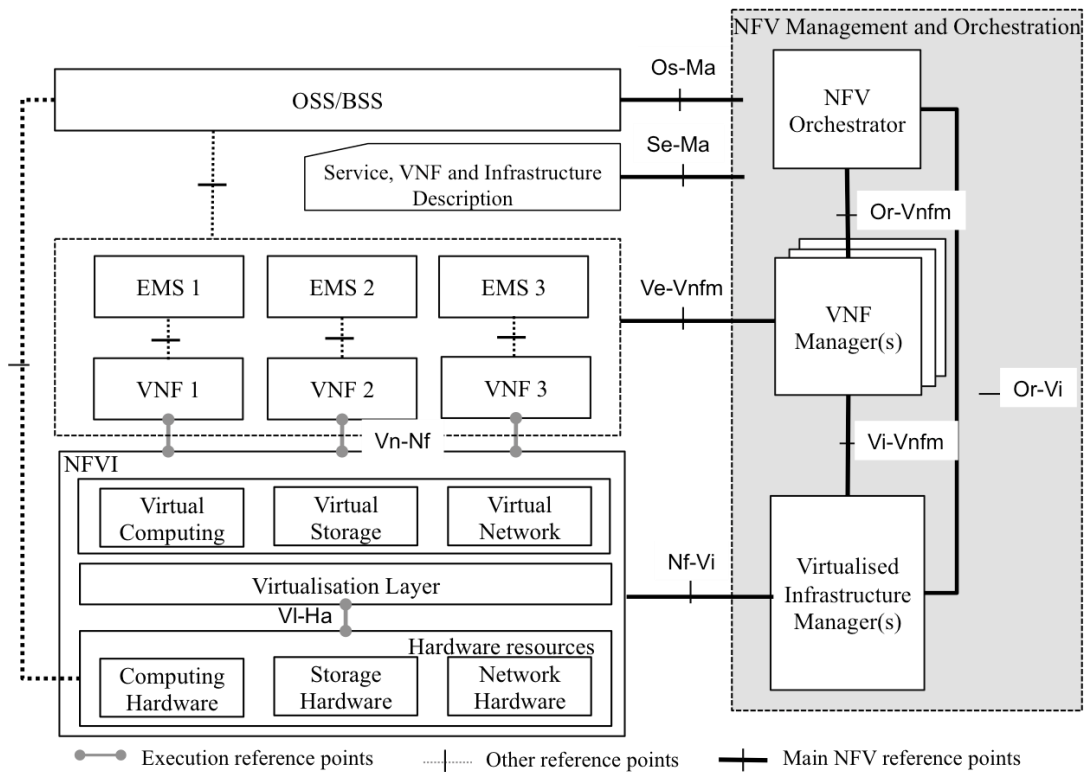 NFV Management and Orchestration
Os-Ma
OSS/BSS
NFV
Orchestrator
Se-Ma
Service, VNF and Infrastructure
Description
Or-Vnfm
EMS 1
EMS 2
EMS 3
Ve-Vnfm
VNF
Manager(s)
VNF 1
VNF 2
VNF 3
Or-Vi
Vn-Nf
Vi-Vnfm
NFVI
Virtual
Computing
Virtual
Storage
Virtual
Network
Nf-Vi
Virtualised
Infrastructure
Manager(s)
Virtualisation Layer
Vl-Ha
Hardware resources
Computing
Hardware
Storage
Hardware
Network
Hardware
Execution reference points
Other reference points
Main NFV reference points